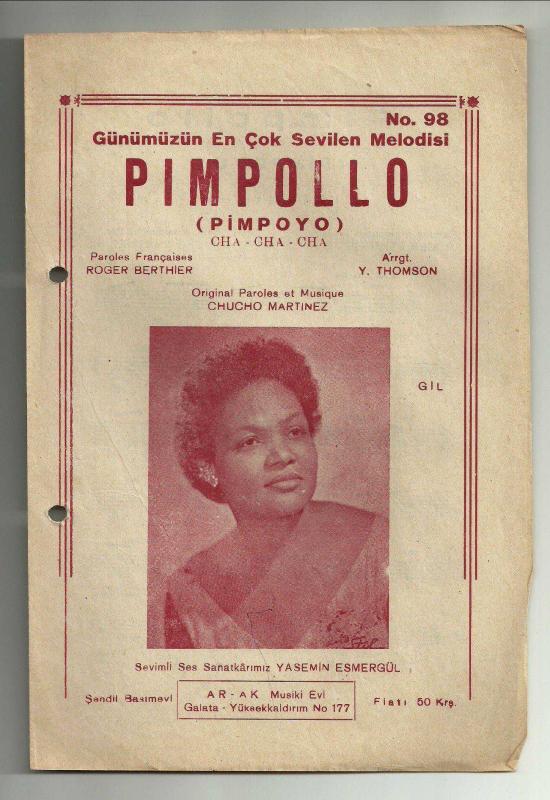 No. 98
Günümüzün En Çok Sevilen Melodisi
PIMPOLLO
(PİMPOYO)
CHA - CHA - CHA
Paroles Françaises
ROGER BERTHIER
Arrgt.
Y. THOMSON
Original Paroles et Musique
CHUCHO MARTINEZ
GİL
Sevimli Ses Sanatkârımız YASEMİN ESMERGÜL
Şendil Basımevi
AR-AK Musiki Evi
Galata - Yüksekkaldırım No 177
Fiatı 50 Krş.